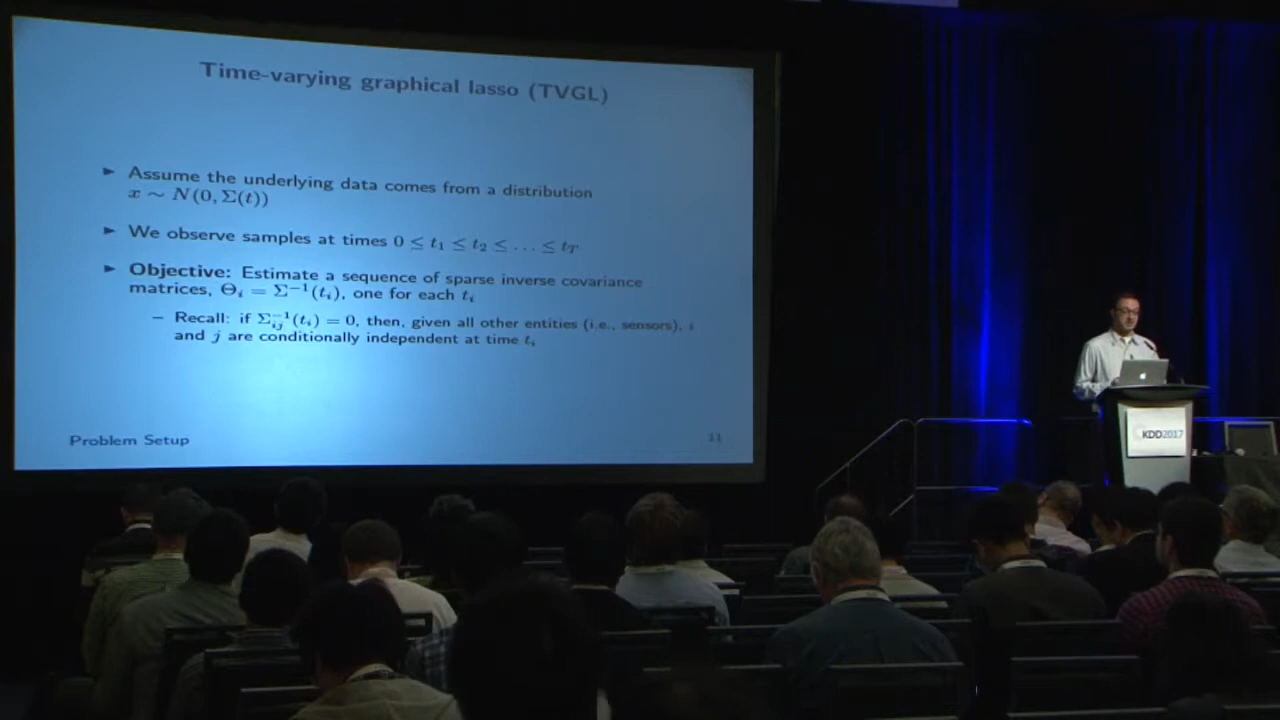 Time-varying graphical lasso (TVGL)
► Assume the underlying data comes from a distribution
x ∼ N(0, Σ(t))
► We observe samples at times 0 ≤ t₁ ≤ t₂ ≤ … ≤ t_T
► Objective: Estimate a sequence of sparse inverse covariance
matrices, Θᵢ = Σ⁻¹(tᵢ), one for each tᵢ
– Recall: if Σᵢⱼ⁻¹(tᵢ) = 0, then, given all other entities (i.e., sensors), i
and j are conditionally independent at time tᵢ
Problem Setup
11
KDD2017